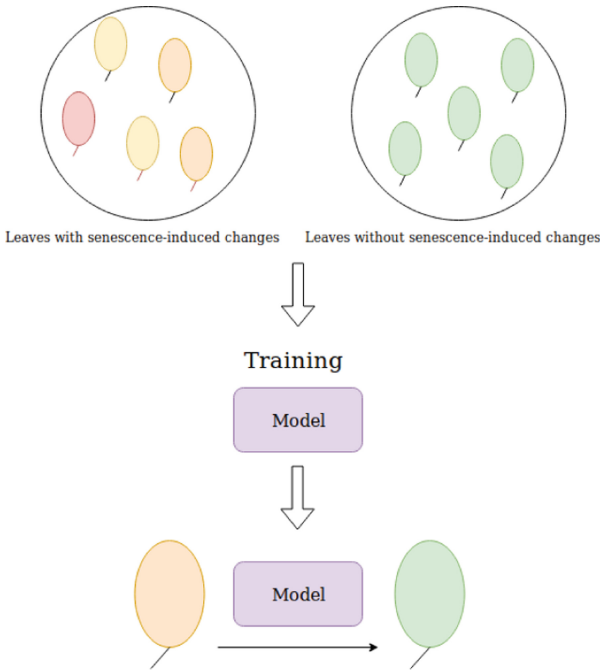 Leaves with senescence-induced changes
Leaves without senescence-induced changes
Training
Model
Model